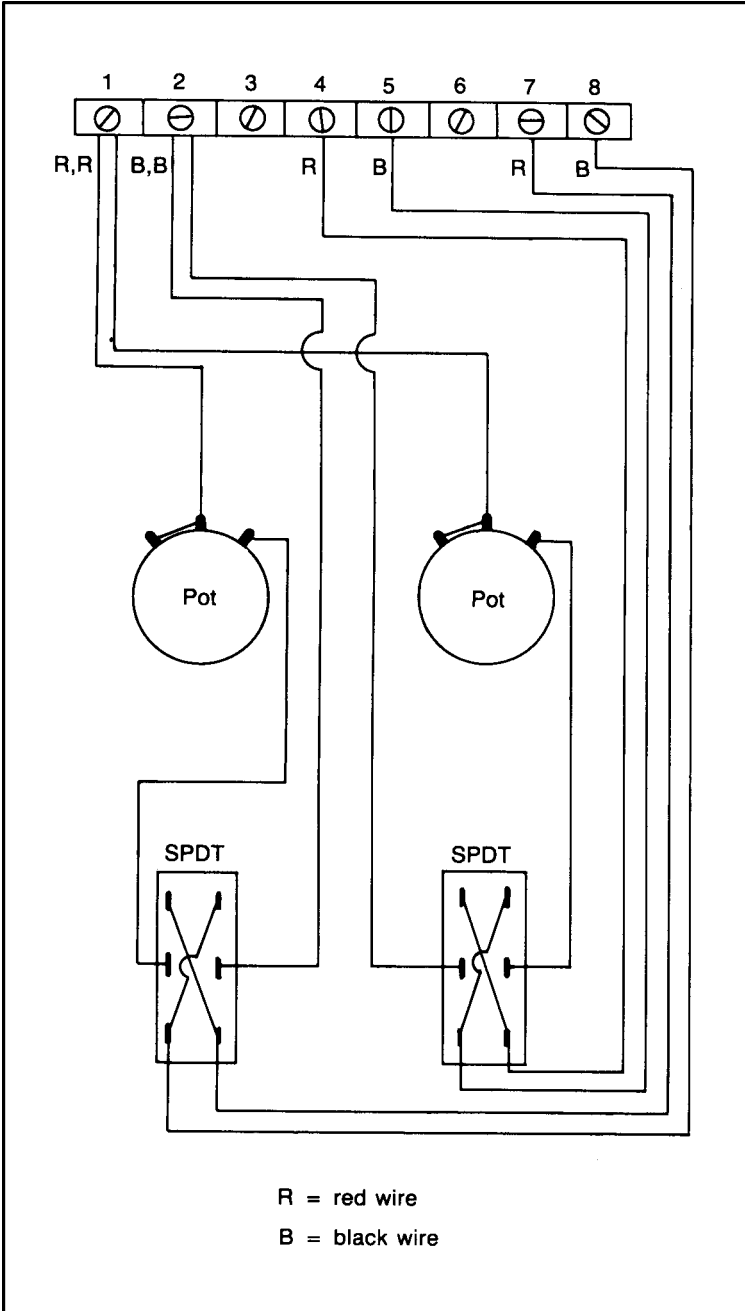 1 2 3 4 5 6 7 8
R,R B,B R B R B
Pot Pot
SPDT SPDT
R = red wire
B = black wire